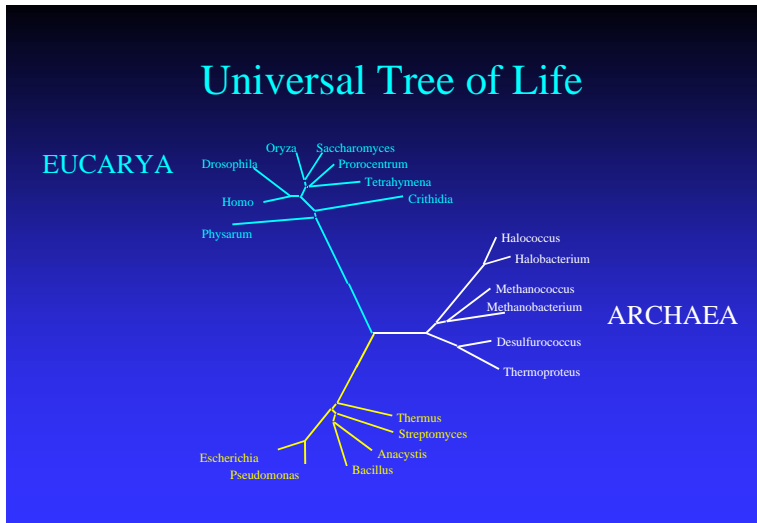 Universal Tree of Life
EUCARYA
Oryza
Saccharomyces
Drosophila
Prorocentrum
Tetrahymena
Homo
Crithidia
Physarum
Halococcus
Halobacterium
Methanococcus
Methanobacterium
ARCHAEA
Desulfurococcus
Thermoproteus
Thermus
Streptomyces
Anacystis
Escherichia
Bacillus
Pseudomonas